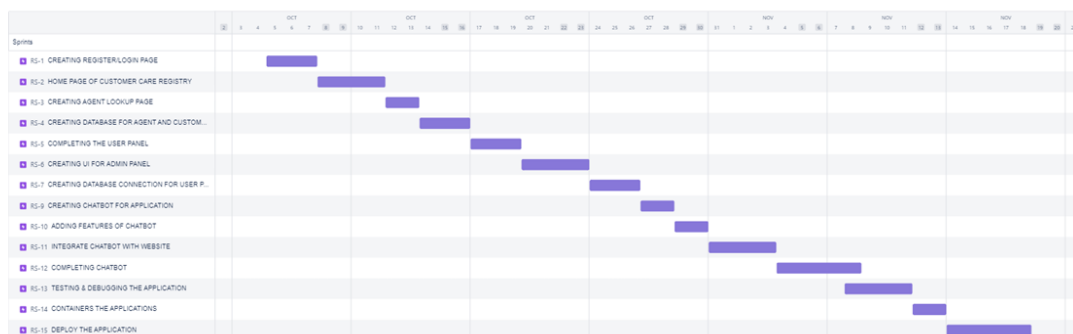 OCT OCT OCT OCT NOV NOV NOV
2 3 4 5 6 7 8 9 10 11 12 13 14 15 16 17 18 19 20 21 22 23 24 25 26 27 28 29 30 31 1 2 3 4 5 6 7 8 9 10 11 12 13 14 15 16 17 18 19 20
Sprints
RS-1 CREATING REGISTER/LOGIN PAGE
RS-2 HOME PAGE OF CUSTOMER CARE REGISTRY
RS-3 CREATING AGENT LOOKUP PAGE
RS-4 CREATING DATABASE FOR AGENT AND CUSTOM...
RS-5 COMPLETING THE USER PANEL
RS-6 CREATING UI FOR ADMIN PANEL
RS-7 CREATING DATABASE CONNECTION FOR USER P...
RS-9 CREATING CHATBOT FOR APPLICATION
RS-10 ADDING FEATURES OF CHATBOT
RS-11 INTEGRATE CHATBOT WITH WEBSITE
RS-12 COMPLETING CHATBOT
RS-13 TESTING & DEBUGGING THE APPLICATION
RS-14 CONTAINERS THE APPLICATIONS
RS-15 DEPLOY THE APPLICATION